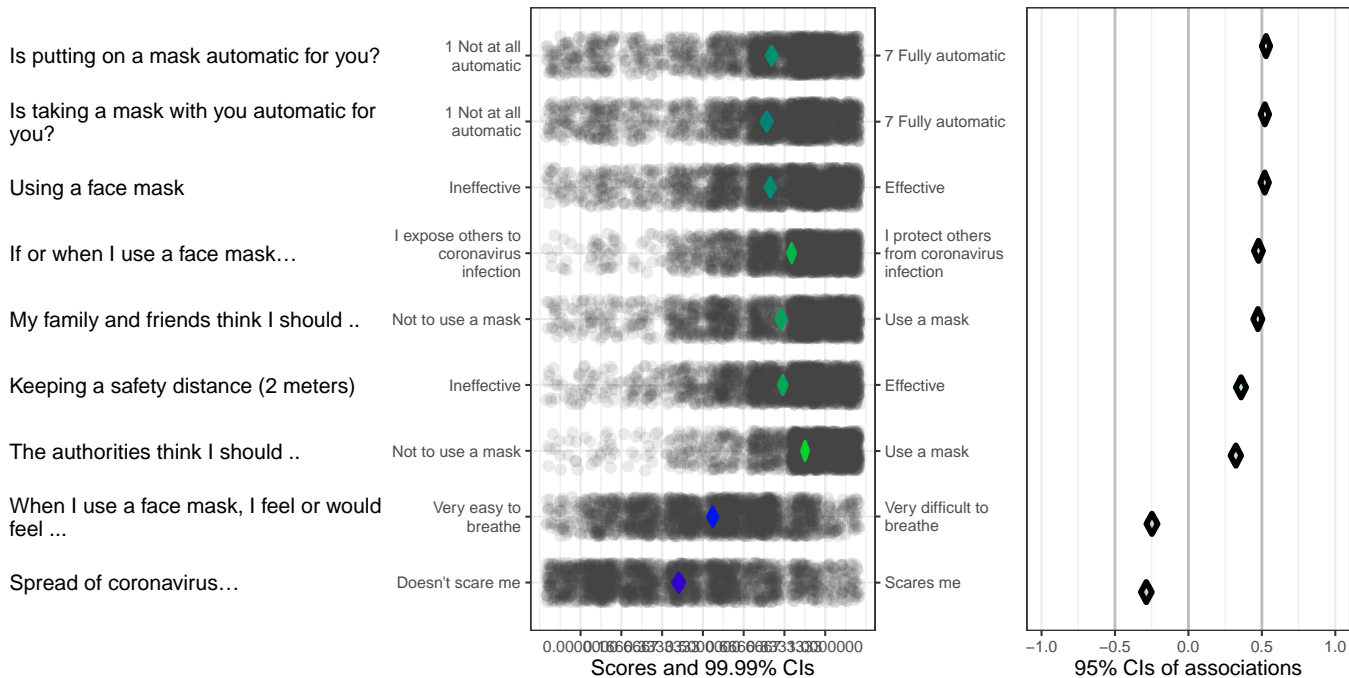 Is putting on a mask automatic for you?
1 Not at all
automatic
7 Fully automatic
Is taking a mask with you automatic for
you?
1 Not at all
automatic
7 Fully automatic
Using a face mask
Ineffective
Effective
If or when I use a face mask…
I expose others to
coronavirus
infection
I protect others
from coronavirus
infection
My family and friends think I should ..
Not to use a mask
Use a mask
Keeping a safety distance (2 meters)
Ineffective
Effective
The authorities think I should ..
Not to use a mask
Use a mask
When I use a face mask, I feel or would
feel ...
Very easy to
breathe
Very difficult to
breathe
Spread of coronavirus…
Doesn't scare me
Scares me
Scores and 99.99% CIs
−1.0 −0.5 0.0 0.5 1.0
95% CIs of associations